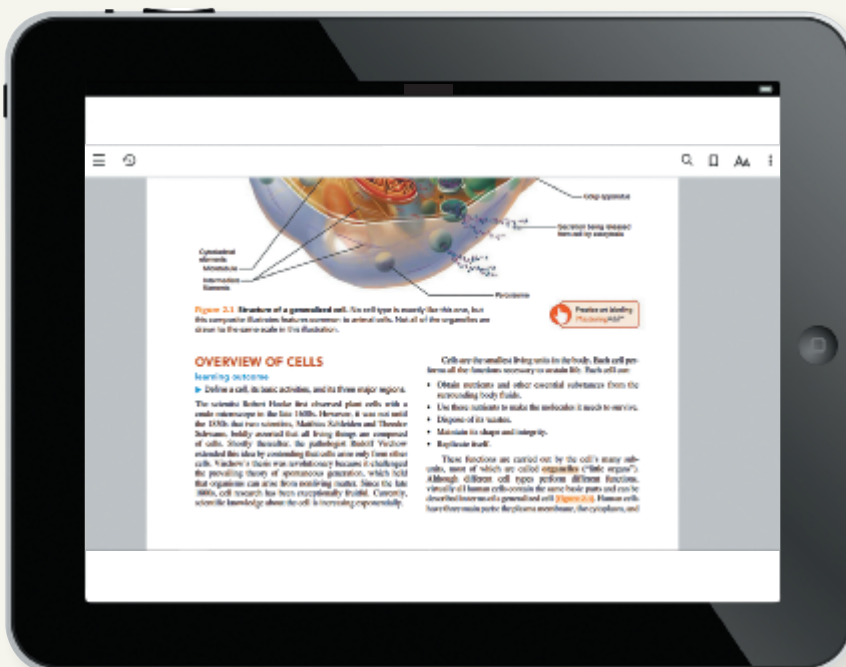 Golgi apparatus
Secretion being released
from cell by exocytosis
Cytoskeletal
elements
Microtubule
Intermediate
filaments
Peroxisome
Figure 2.1 Structure of a generalized cell. No cell type is exactly like this one, but
this composite illustrates features common to animal cells. Not all of the organelles are
drawn to the same scale in this illustration.
Practice art labeling
OVERVIEW OF CELLS
learning outcome
▶ Define a cell, its basic activities, and its three major regions.
The scientist Robert Hooke first observed plant cells with a
crude microscope in the late 1600s. However, it was not until
the 1830s that two scientists, Matthias Schleiden and Theodor
Schwann, boldly asserted that all living things are composed
of cells. Shortly thereafter, the pathologist Rudolf Virchow
extended this idea by contending that cells arise only from other
cells. Virchow's thesis was revolutionary because it challenged
the prevailing theory of spontaneous generation, which held
that organisms can arise from nonliving matter. Since the late
1800s, cell research has been exceptionally fruitful. Currently,
scientific knowledge about the cell is increasing exponentially.
Cells are the smallest living units in the body. Each cell per-
forms all the functions necessary to sustain life. Each cell can:
• Obtain nutrients and other essential substances from the
surrounding body fluids.
• Use these nutrients to make the molecules it needs to survive.
• Dispose of its wastes.
• Maintain its shape and integrity.
• Replicate itself.
These functions are carried out by the cell's many sub-
units, most of which are called organelles ("little organs").
Although different cell types perform different functions,
virtually all human cells contain the same basic parts and can be
described in terms of a generalized cell (Figure 2.1). Human cells
have three main parts: the plasma membrane, the cytoplasm, and